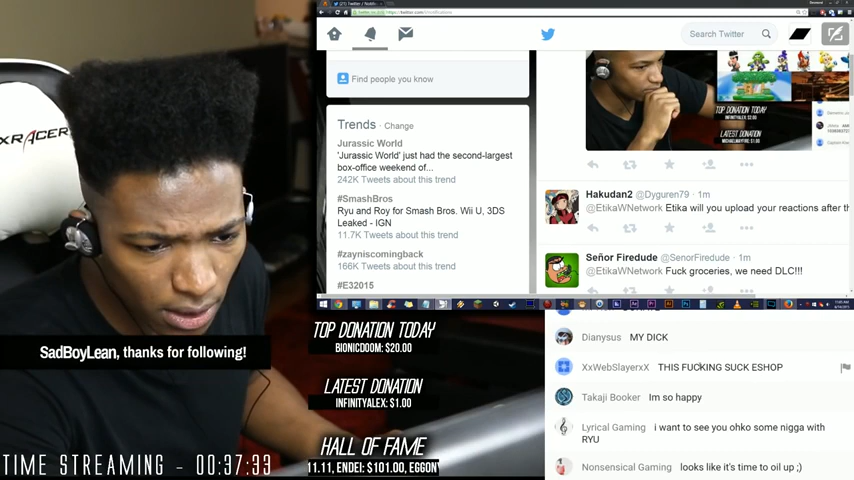 Search Twitter
Find people you know
Trends · Change
Jurassic World
'Jurassic World' just had the second-largest
box-office weekend of...
242K Tweets about this trend
#SmashBros
Ryu and Roy for Smash Bros. Wii U, 3DS
Leaked - IGN
11.7K Tweets about this trend
#zayniscomingback
166K Tweets about this trend
#E32015
TOP DONATION TODAY
LATEST DONATION
Hakudan2 @Dyguren79 · 1m
@EtikaWNetwork Etika will you upload your reactions after th
Señor Firedude @SenorFiredude · 1m
@EtikaWNetwork Fuck groceries, we need DLC!!!
XRACER
SadBoyLean, thanks for following!
TOP DONATION TODAY
BIONICDOOM: $20.00
LATEST DONATION
INFINITYALEX: $1.00
HALL OF FAME
11.11, ENDEI: $101.00, EGGON
TIME STREAMING - 00:37:33
Dianysus MY DICK
XxWebSlayerxX THIS FUCKING SUCK ESHOP
Takaji Booker Im so happy
Lyrical Gaming i want to see you ohko some nigga with
RYU
Nonsensical Gaming looks like it's time to oil up ;)